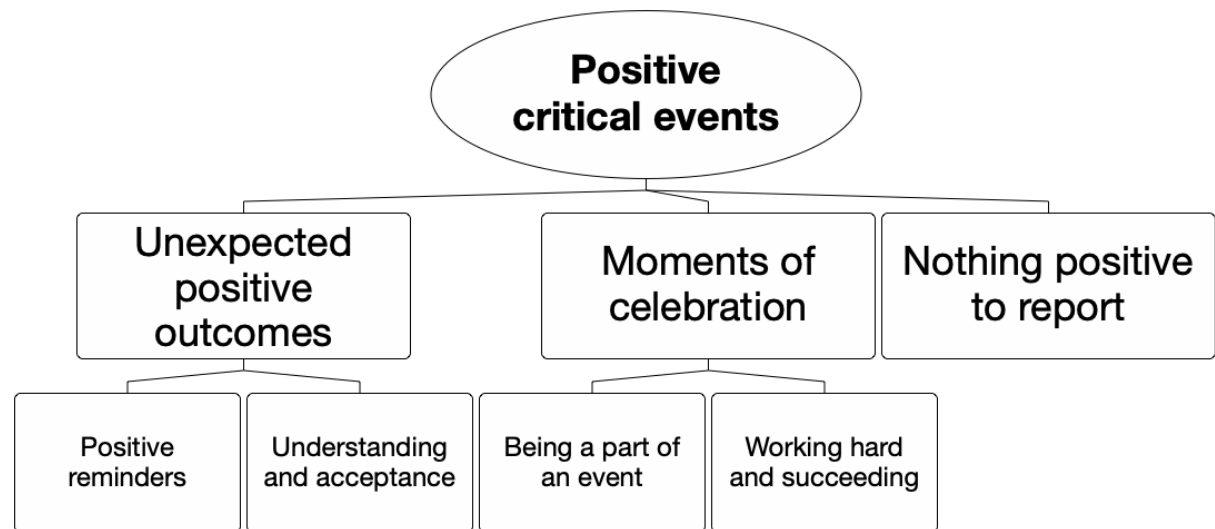 Positive
critical events
Unexpected
positive
outcomes
Moments of
celebration
Nothing positive
to report
Positive
reminders
Understanding
and acceptance
Being a part of
an event
Working hard
and succeeding